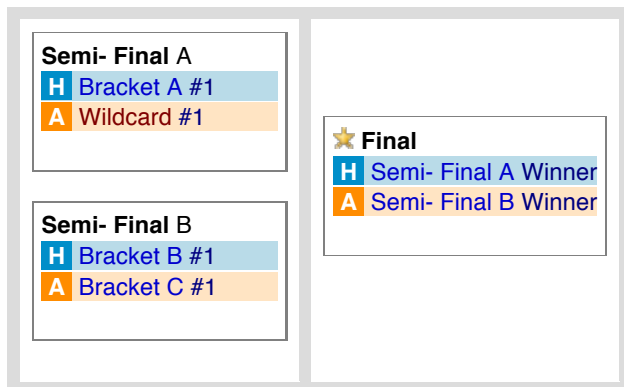 Semi- Final A
H Bracket A #1
A Wildcard #1
Semi- Final B
H Bracket B #1
A Bracket C #1
Final
H Semi- Final A Winner
A Semi- Final B Winner